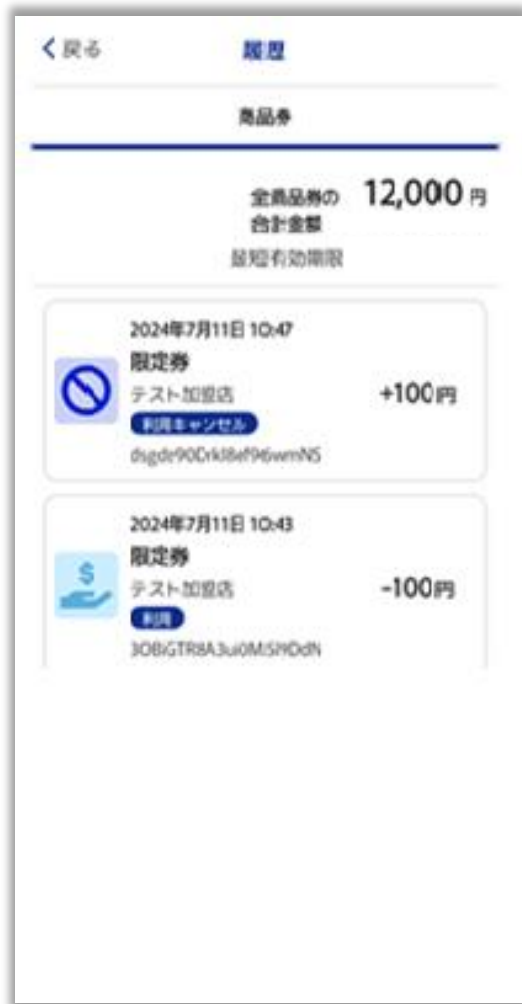 戻る
履歴
商品券
全商品券の 12,000 円
合計金額
最短有効期限
2024年7月11日 10:47
限定券
テスト加盟店
+100円
利用キャンセル
2024年7月11日 10:43
限定券
テスト加盟店
-100円
利用